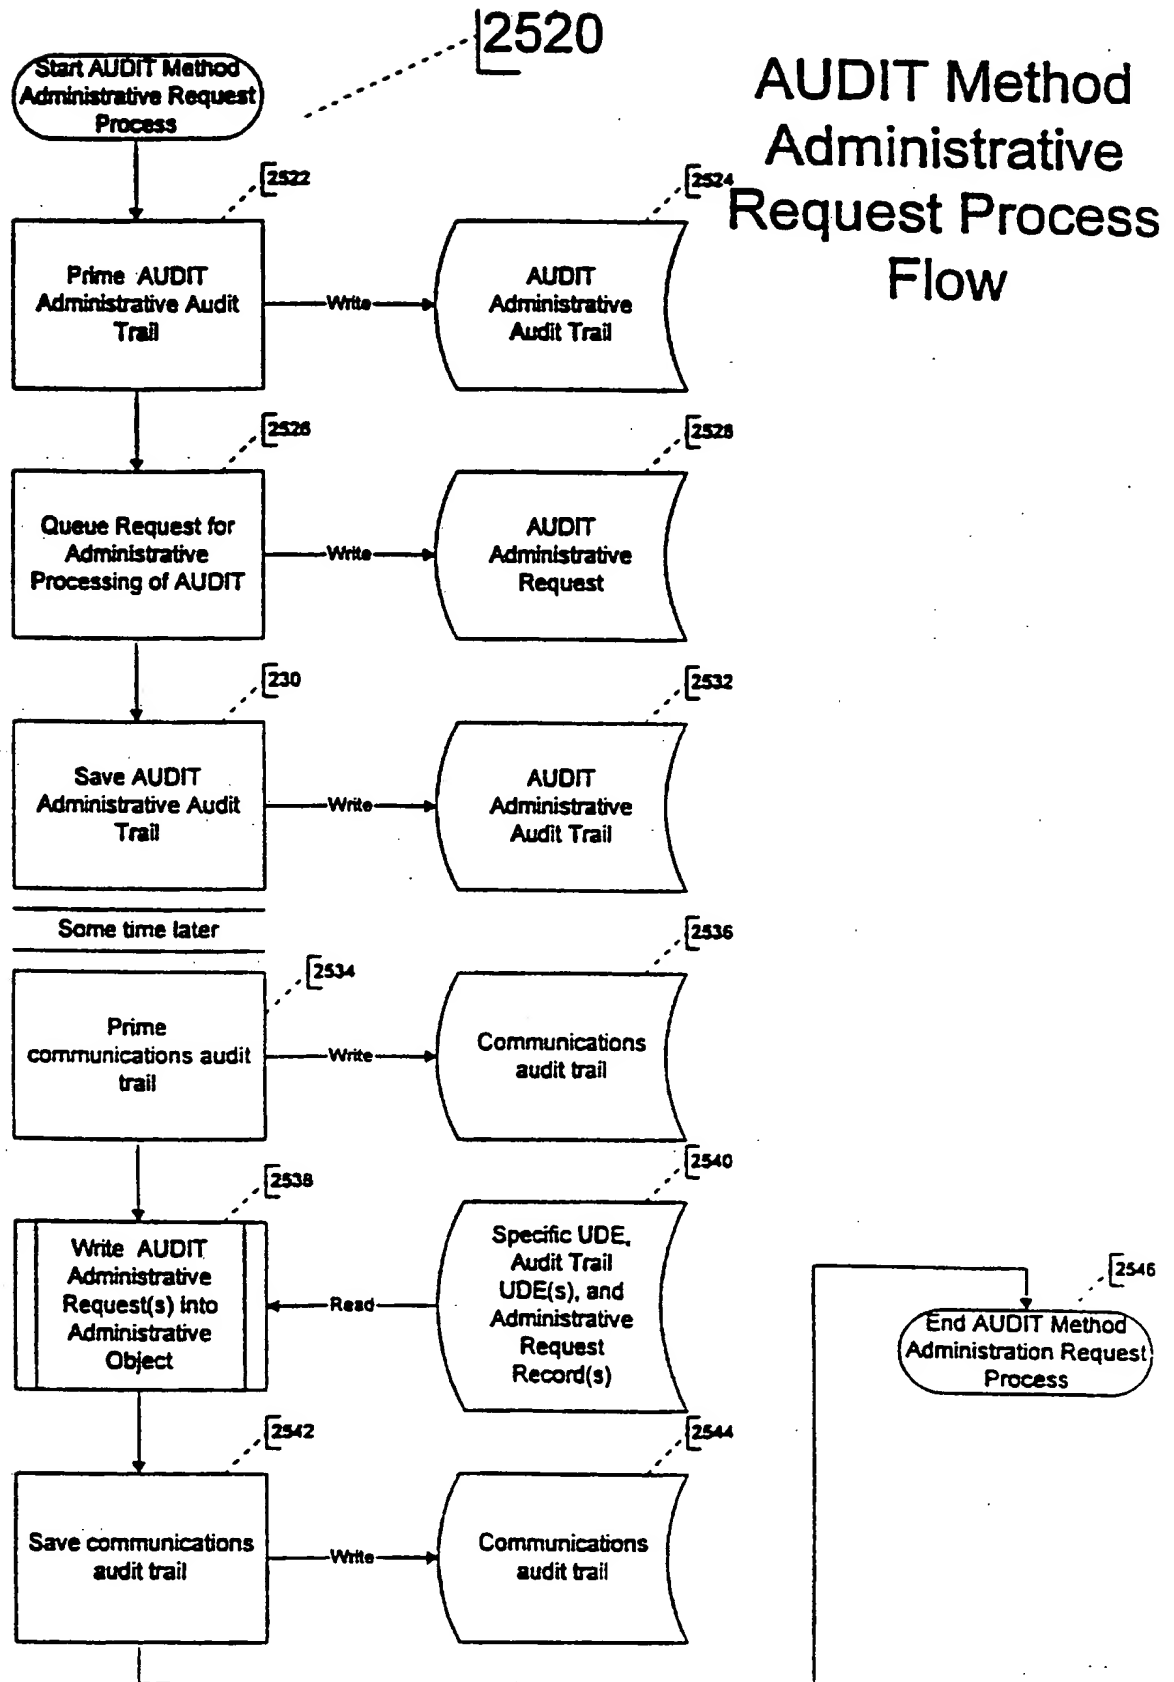 2520
AUDIT Method
Administrative
Request Process
Flow
Start AUDIT Method
Administrative Request
Process
2522
Prime AUDIT
Administrative Audit
Trail
Write
2524
AUDIT
Administrative
Audit Trail
2526
Queue Request for
Administrative
Processing of AUDIT
Write
2528
AUDIT
Administrative
Request
230
Save AUDIT
Administrative Audit
Trail
Write
2532
AUDIT
Administrative
Audit Trail
Some time later
2534
Prime
communications audit
trail
Write
2536
Communications
audit trail
2538
Write AUDIT
Administrative
Request(s) into
Administrative
Object
Read
2540
Specific UDE,
Audit Trail
UDE(s), and
Administrative
Request
Record(s)
2542
Save communications
audit trail
Write
2544
Communications
audit trail
2546
End AUDIT Method
Administration Request
Process